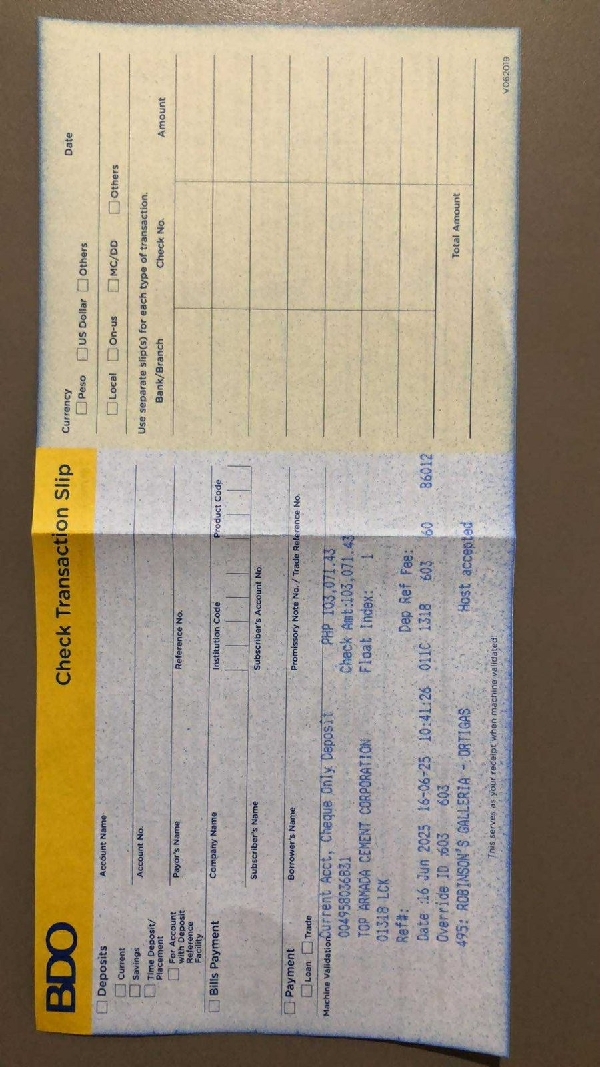 BDO
Check Transaction Slip
Deposits
Current
Savings
Time Deposit/
Placement
For Account
with Deposit
Reference
Facility
Account Name
Account No.
Payor's Name
Reference No.
Bills Payment
Company Name
Institution Code
Product Code
Subscriber's Name
Subscriber's Account No.
Payment
Loan Trade
Borrower's Name
Promissory Note No. / Trade Reference No.
Machine Validation
Current Acct, Cheque Only Deposit
004958036831 PHP 103,071.43
TOP ARMADA CEMENT CORPORATION Check Amt:103,071.43
01318 LCK Float Index: 1
Ref#: Dep Ref Fee:
Date :16 Jun 2025 16-06-25 10:41:26 011C 1318 603 60 86012
Override ID :603 603
495: ROBINSON'S GALLERIA - ORTIGAS Host accepted
This serves as your receipt when machine validated
Currency
Date
Peso US Dollar Others
Local On-us MC/DD Others
Use separate slip(s) for each type of transaction.
Bank/Branch Check No. Amount
Total Amount
V062019